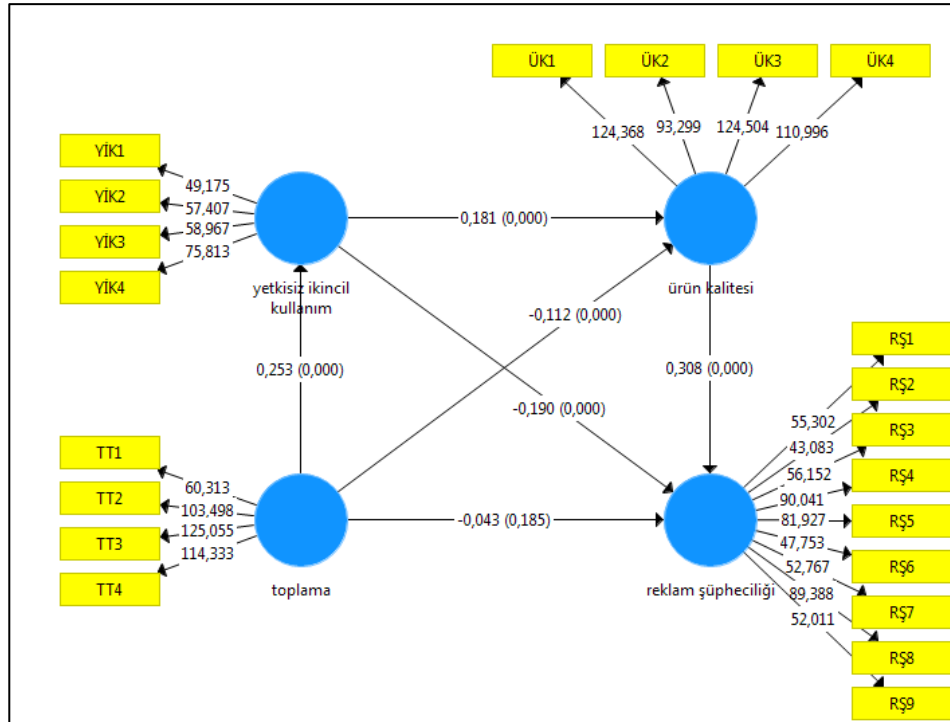 ÜK1
ÜK2
ÜK3
ÜK4
124,368
93,299
124,504
110,996
YİK1
YİK2
YİK3
YİK4
49,175
57,407
58,967
75,813
yetkisiz ikincil
kullanım
0,181 (0,000)
ürün kalitesi
-0,112 (0,000)
0,253 (0,000)
0,308 (0,000)
-0,190 (0,000)
TT1
TT2
TT3
TT4
60,313
103,498
125,055
114,333
toplama
-0,043 (0,185)
reklam şüpheciliği
RŞ1
RŞ2
RŞ3
RŞ4
RŞ5
RŞ6
RŞ7
RŞ8
RŞ9
55,302
43,083
56,152
90,041
81,927
47,753
52,767
89,388
52,011